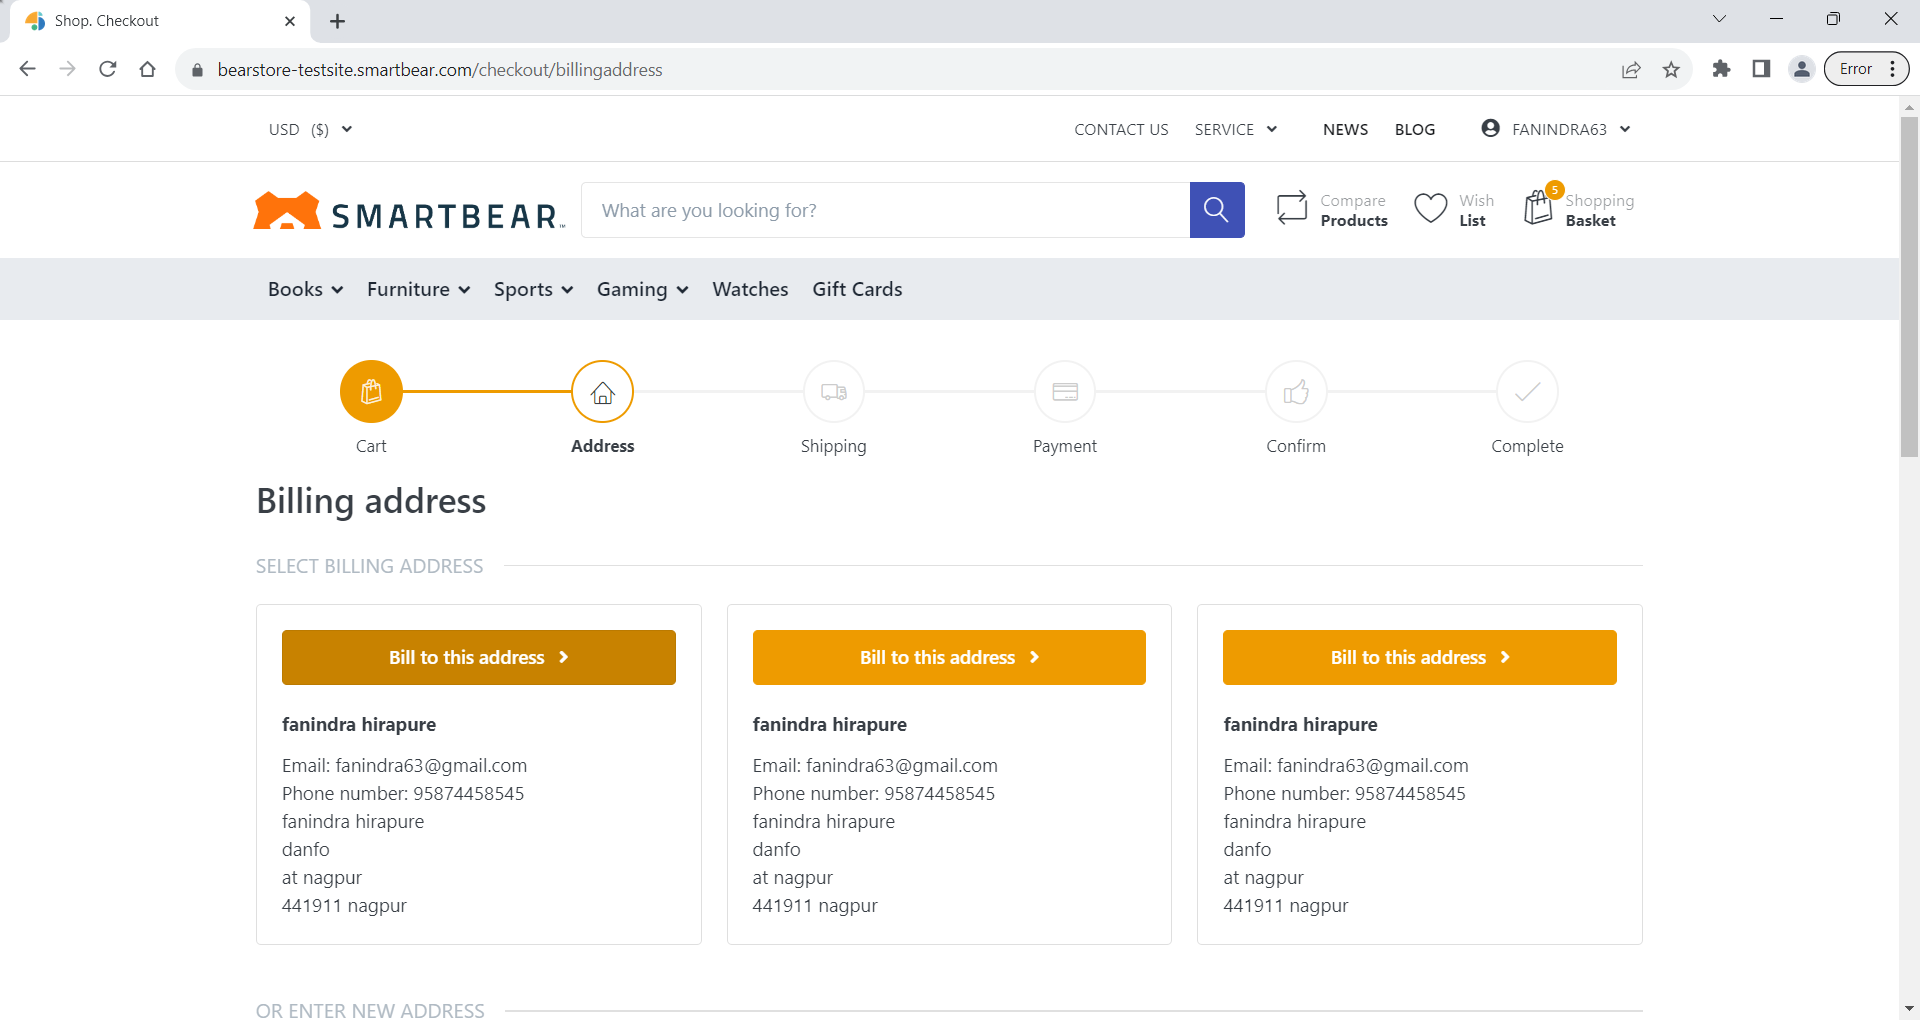 Shop. Checkout
bearstore-testsite.smartbear.com/checkout/billingaddress
Error
USD ($)
CONTACT US SERVICE NEWS BLOG FANINDRA63
SMARTBEAR™
What are you looking for?
Compare
Products
Wish
List
5
Shopping
Basket
Books Furniture Sports Gaming Watches Gift Cards
Cart Address Shipping Payment Confirm Complete
Billing address
SELECT BILLING ADDRESS
Bill to this address
fanindra hirapure
Email: fanindra63@gmail.com
Phone number: 95874458545
fanindra hirapure
danfo
at nagpur
441911 nagpur
Bill to this address
fanindra hirapure
Email: fanindra63@gmail.com
Phone number: 95874458545
fanindra hirapure
danfo
at nagpur
441911 nagpur
Bill to this address
fanindra hirapure
Email: fanindra63@gmail.com
Phone number: 95874458545
fanindra hirapure
danfo
at nagpur
441911 nagpur
OR ENTER NEW ADDRESS